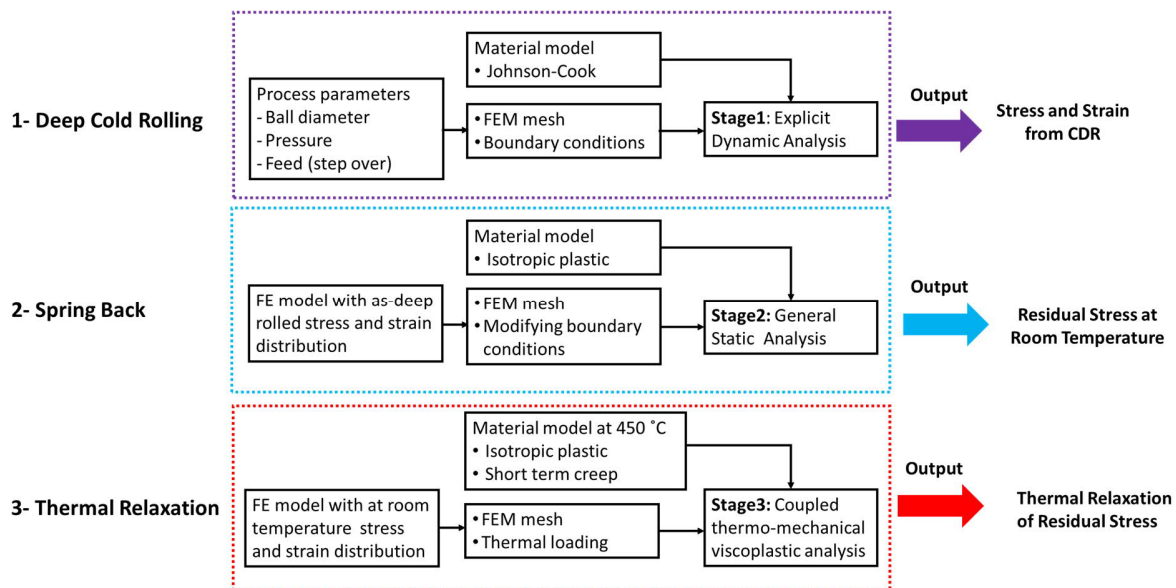 1- Deep Cold Rolling
Process parameters
- Ball diameter
- Pressure
- Feed (step over)
Material model
• Johnson-Cook
• FEM mesh
• Boundary conditions
Stage1: Explicit
Dynamic Analysis
Output
Stress and Strain
from CDR
2- Spring Back
FE model with as-deep
rolled stress and strain
distribution
Material model
• Isotropic plastic
• FEM mesh
• Modifying boundary
conditions
Stage2: General
Static Analysis
Output
Residual Stress at
Room Temperature
3- Thermal Relaxation
FE model with at room
temperature stress
and strain distribution
Material model at 450 ˚C
• Isotropic plastic
• Short term creep
• FEM mesh
• Thermal loading
Stage3: Coupled
thermo-mechanical
viscoplastic analysis
Output
Thermal Relaxation
of Residual Stress